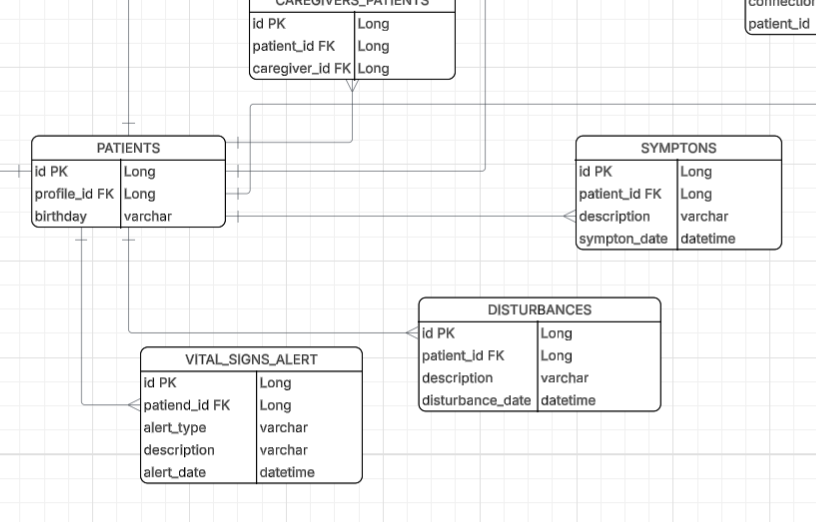 CAREGIVERS_PATIENTS
id PK Long
patient_id FK Long
caregiver_id FK Long
connection
patient_id
PATIENTS
id PK Long
profile_id FK Long
birthday varchar
SYMPTONS
id PK Long
patient_id FK Long
description varchar
sympton_date datetime
DISTURBANCES
id PK Long
patient_id FK Long
description varchar
disturbance_date datetime
VITAL_SIGNS_ALERT
id PK Long
patiend_id FK Long
alert_type varchar
description varchar
alert_date datetime